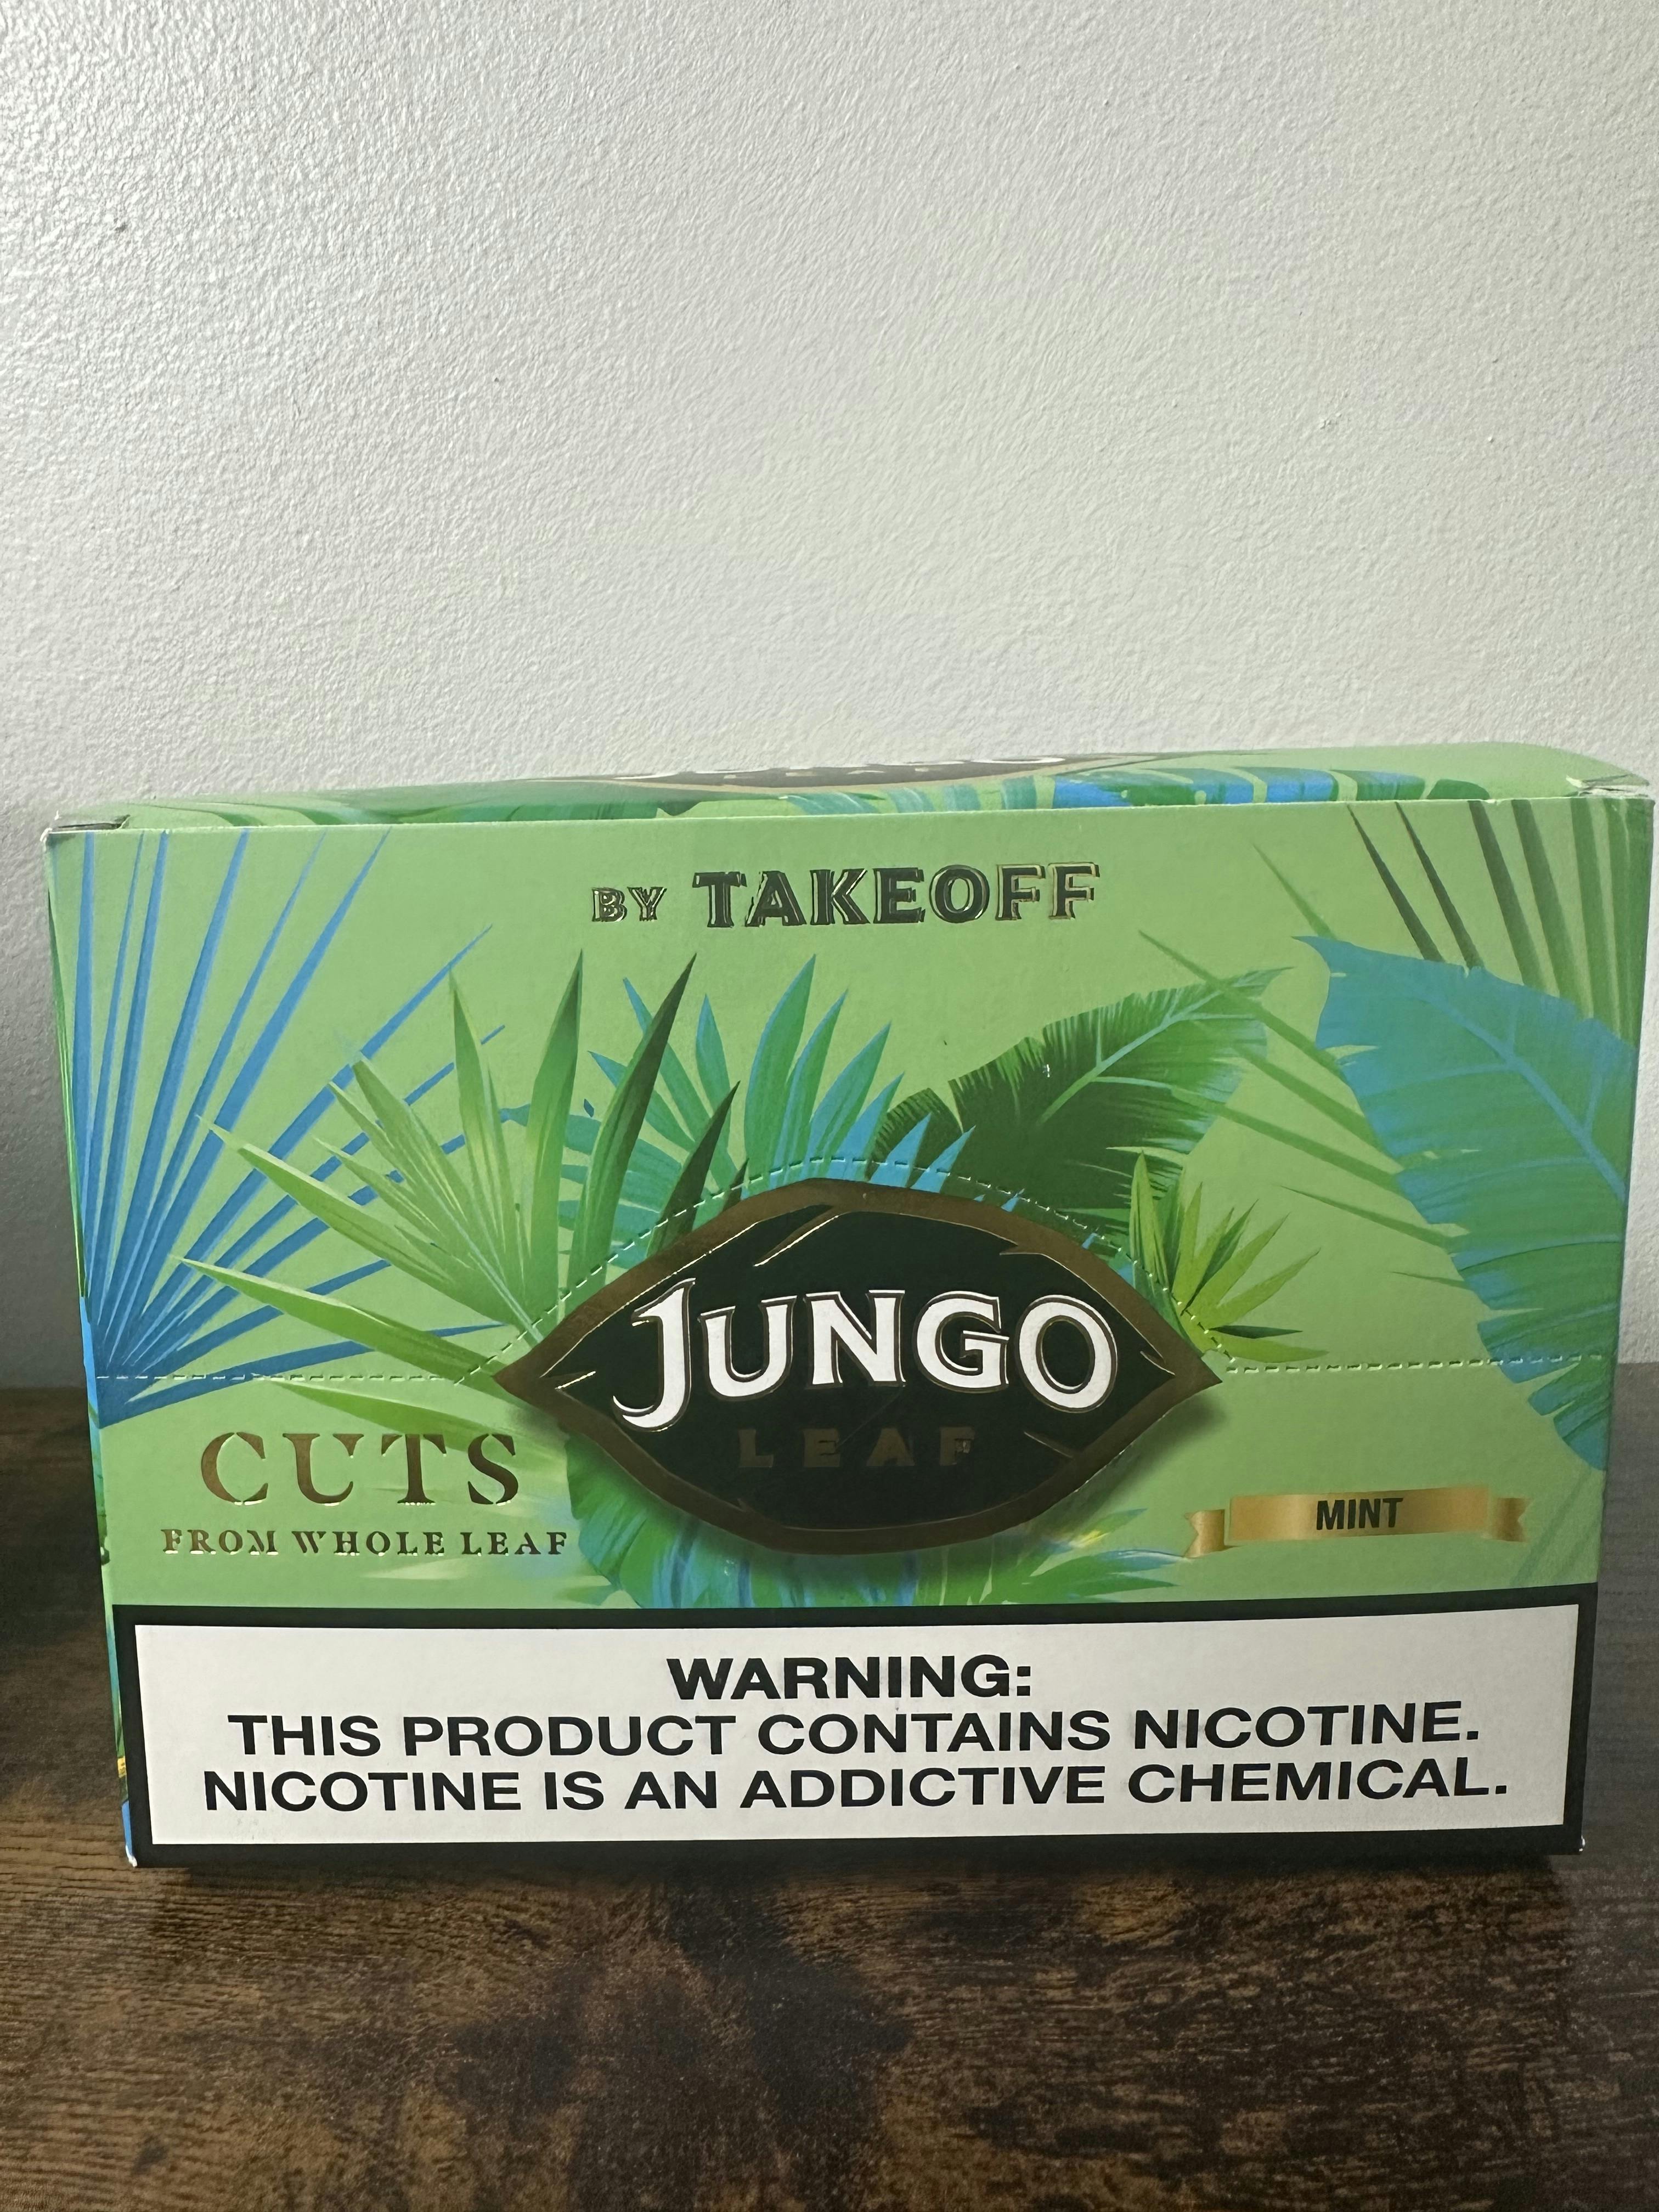 BY TAKEOFF
JUNGO
LEAF
CUTS
FROM WHOLE LEAF
MINT
WARNING:
THIS PRODUCT CONTAINS NICOTINE.
NICOTINE IS AN ADDICTIVE CHEMICAL.